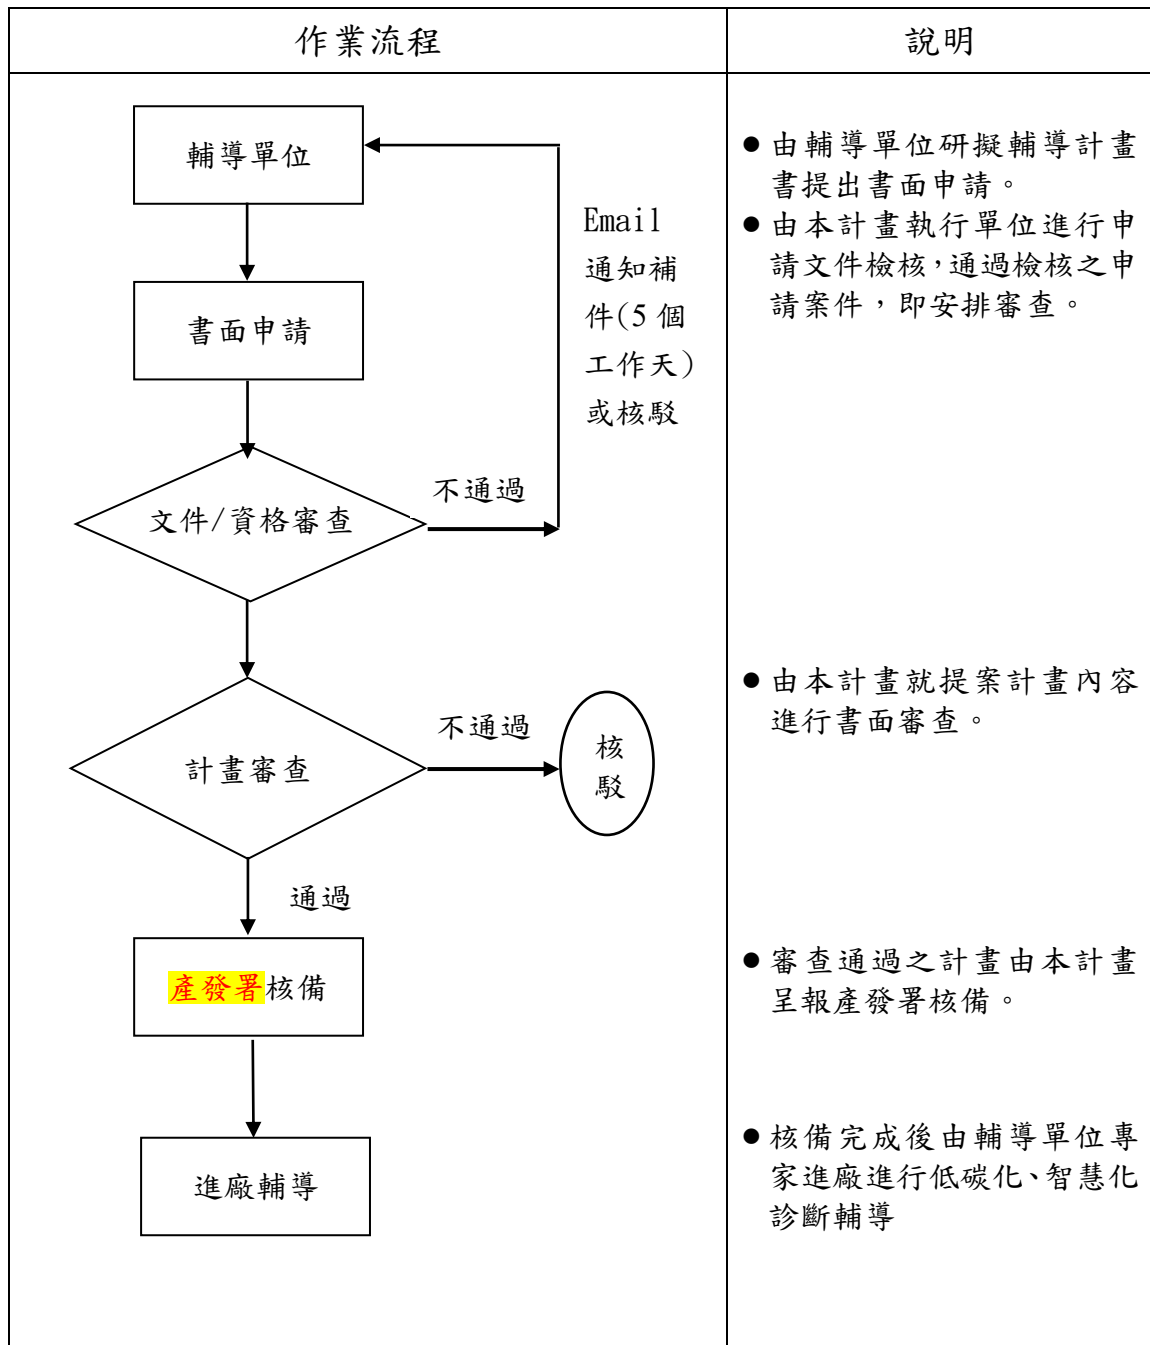 作業流程
說明
輔導單位
書面申請
Email
通知補
件(5 個
工作天)
或核駁
文件/資格審查
不通過
計畫審查
不通過
核
駁
通過
產發署核備
進廠輔導
●由輔導單位研擬輔導計畫
書提出書面申請。
●由本計畫執行單位進行申
請文件檢核,通過檢核之申
請案件，即安排審查。
●由本計畫就提案計畫內容
進行書面審查。
●審查通過之計畫由本計畫
呈報產發署核備。
●核備完成後由輔導單位專
家進廠進行低碳化、智慧化
診斷輔導